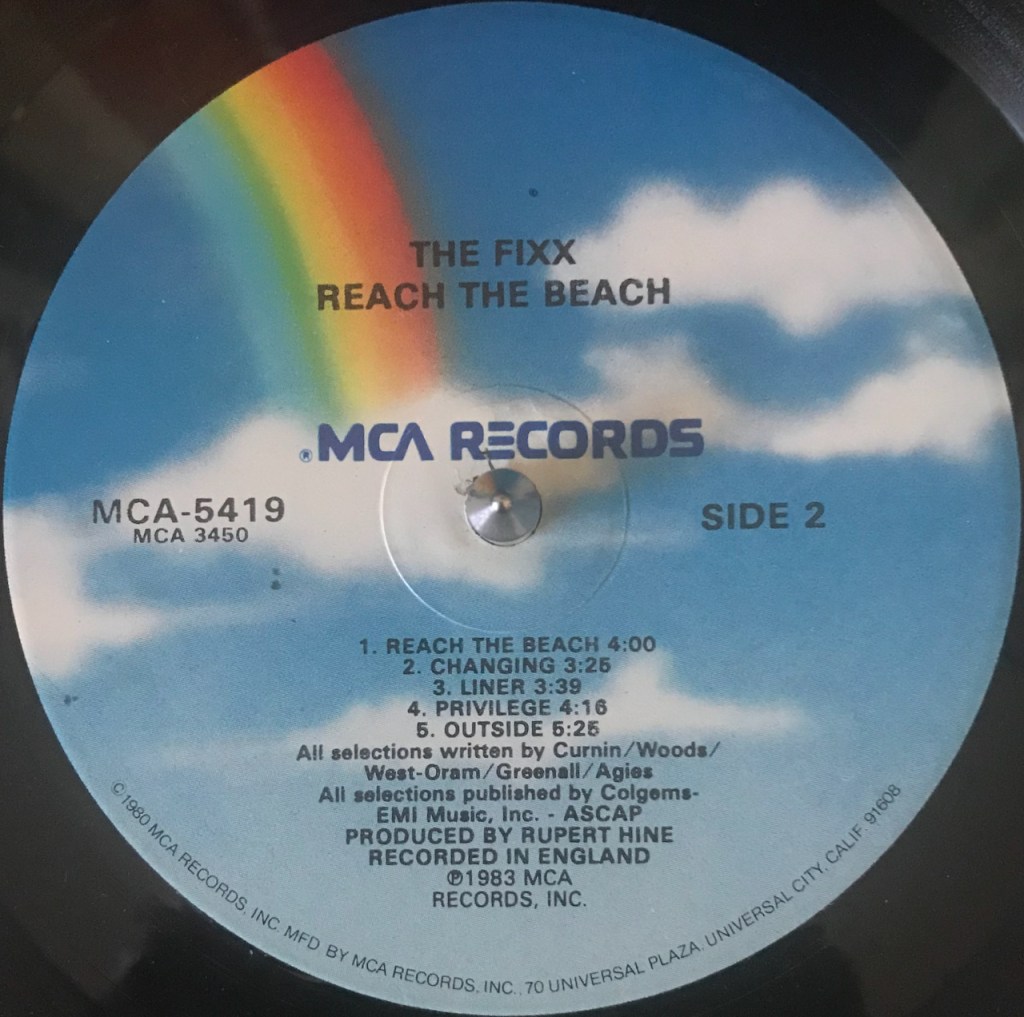 THE FIXX
REACH THE BEACH
®MCA RECORDS
MCA-5419
MCA 3450
SIDE 2
1. REACH THE BEACH 4:00
2. CHANGING 3:25
3. LINER 3:39
4. PRIVILEGE 4:16
5. OUTSIDE 5:25
All selections written by Curnin/Woods/
West-Oram/Greenall/Agies
All selections published by Colgems-
EMI Music, Inc. - ASCAP
PRODUCED BY RUPERT HINE
RECORDED IN ENGLAND
℗1983 MCA
RECORDS, INC.
©1980 MCA RECORDS, INC. MFD. BY MCA RECORDS, INC., 70 UNIVERSAL PLAZA, UNIVERSAL CITY, CALIF. 91608